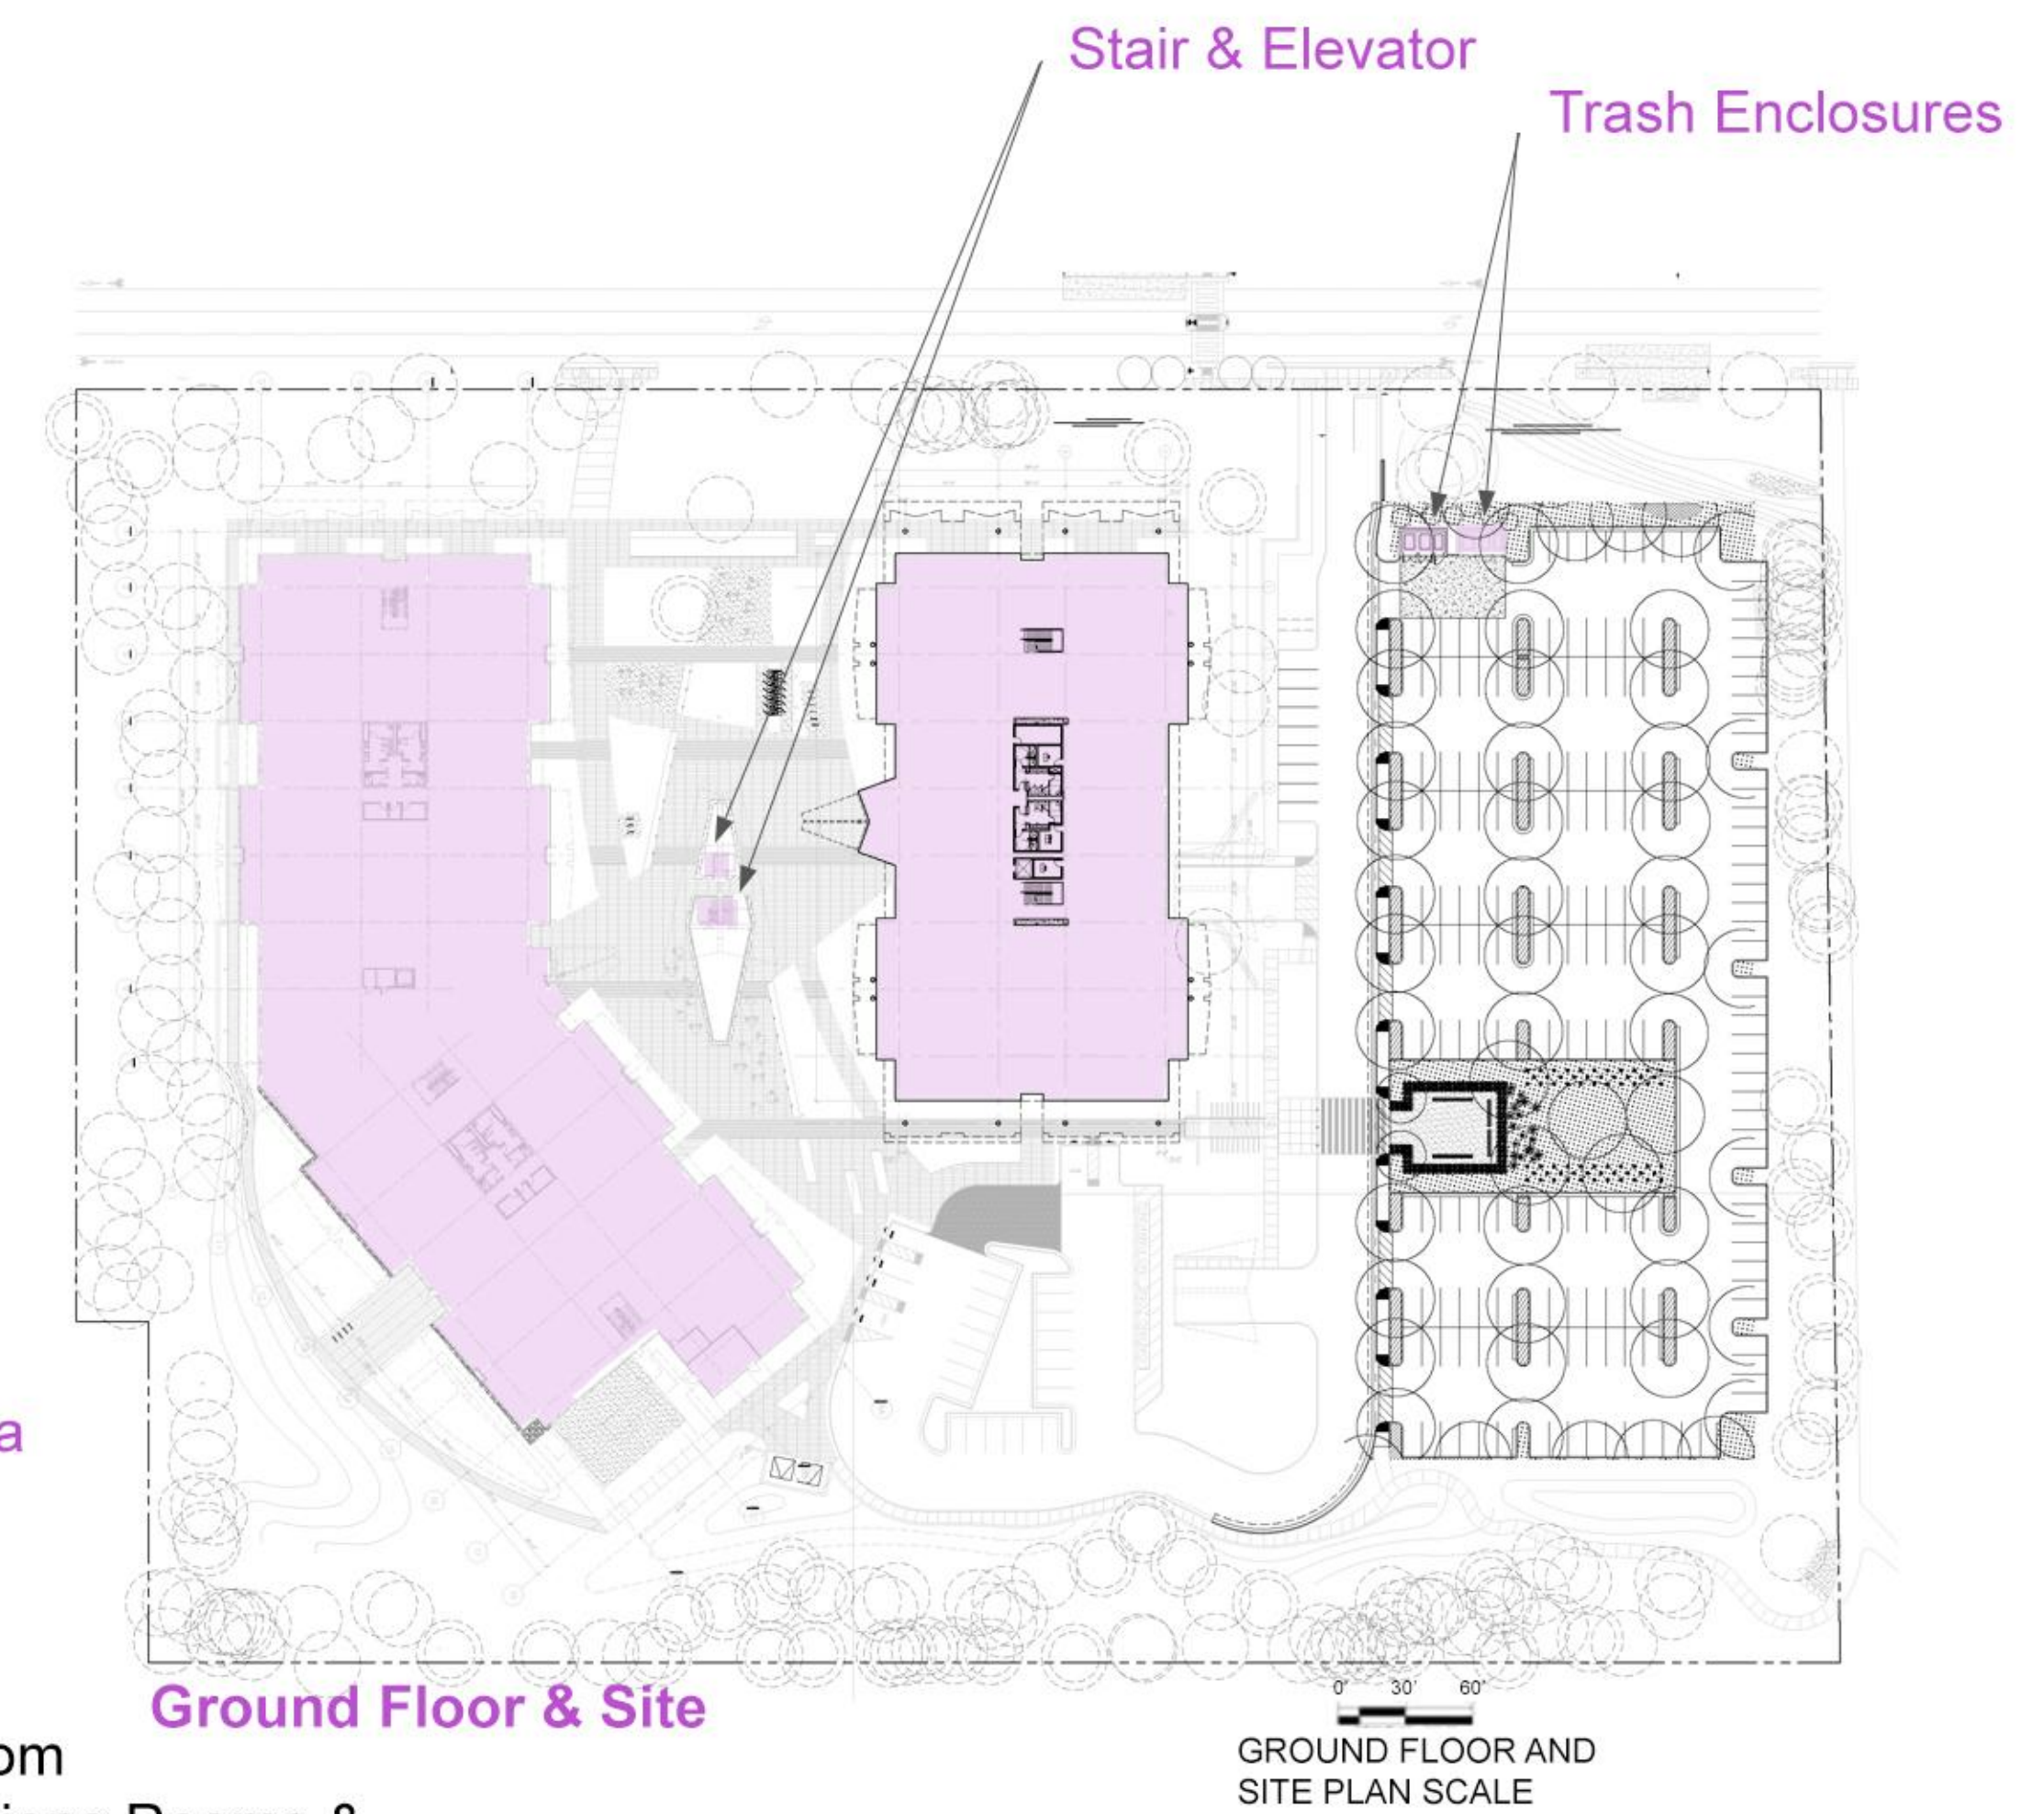 Stair & Elevator
Trash Enclosures
a
Ground Floor & Site
om
0' 30' 60'
GROUND FLOOR AND
SITE PLAN SCALE
&